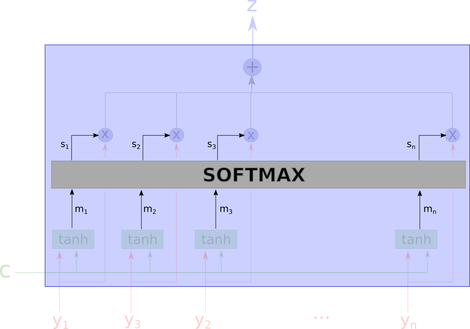 z
+
s1 x s2 x s3 x sn x
SOFTMAX
m1 m2 m3 mn
tanh tanh tanh tanh
C
y1 y3 y2 ... yn